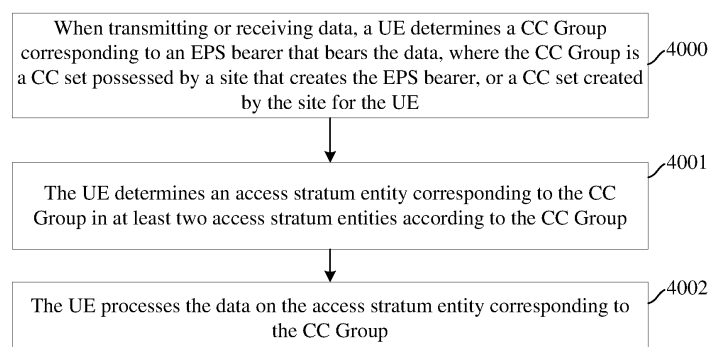 When transmitting or receiving data, a UE determines a CC Group
corresponding to an EPS bearer that bears the data, where the CC Group is
a CC set possessed by a site that creates the EPS bearer, or a CC set created
by the site for the UE
4000
4001
The UE determines an access stratum entity corresponding to the CC
Group in at least two access stratum entities according to the CC Group
4002
The UE processes the data on the access stratum entity corresponding to
the CC Group